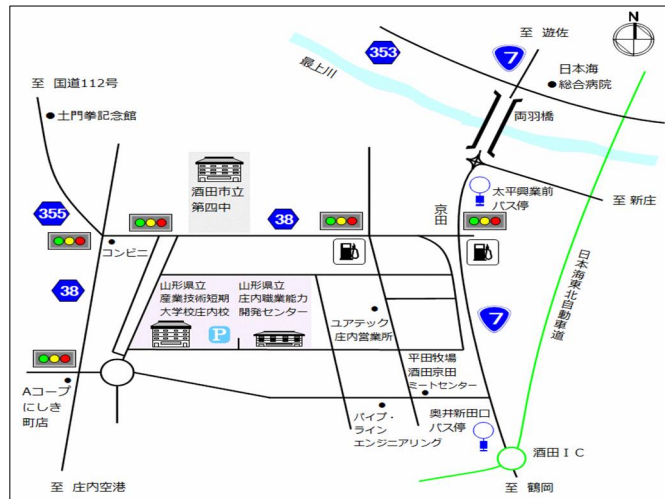 N
至 遊佐
353
7
最上川
日本海
総合病院
至 国道112号
土門拳記念館
両羽橋
酒田市立
第四中
太平興業前
バス停
至 新庄
355
38
京田
コンビニ
日本海東北自動車道
38
山形県立
産業技術短期
大学校庄内校
山形県立
庄内職業能力
開発センター
P
7
ユアテック
庄内営業所
平田牧場
酒田京田
ミートセンター
Aコープ
にしき
町店
パイプ・
ライン
エンジニアリング
奥井新田口
バス停
酒田IC
至 庄内空港
至 鶴岡